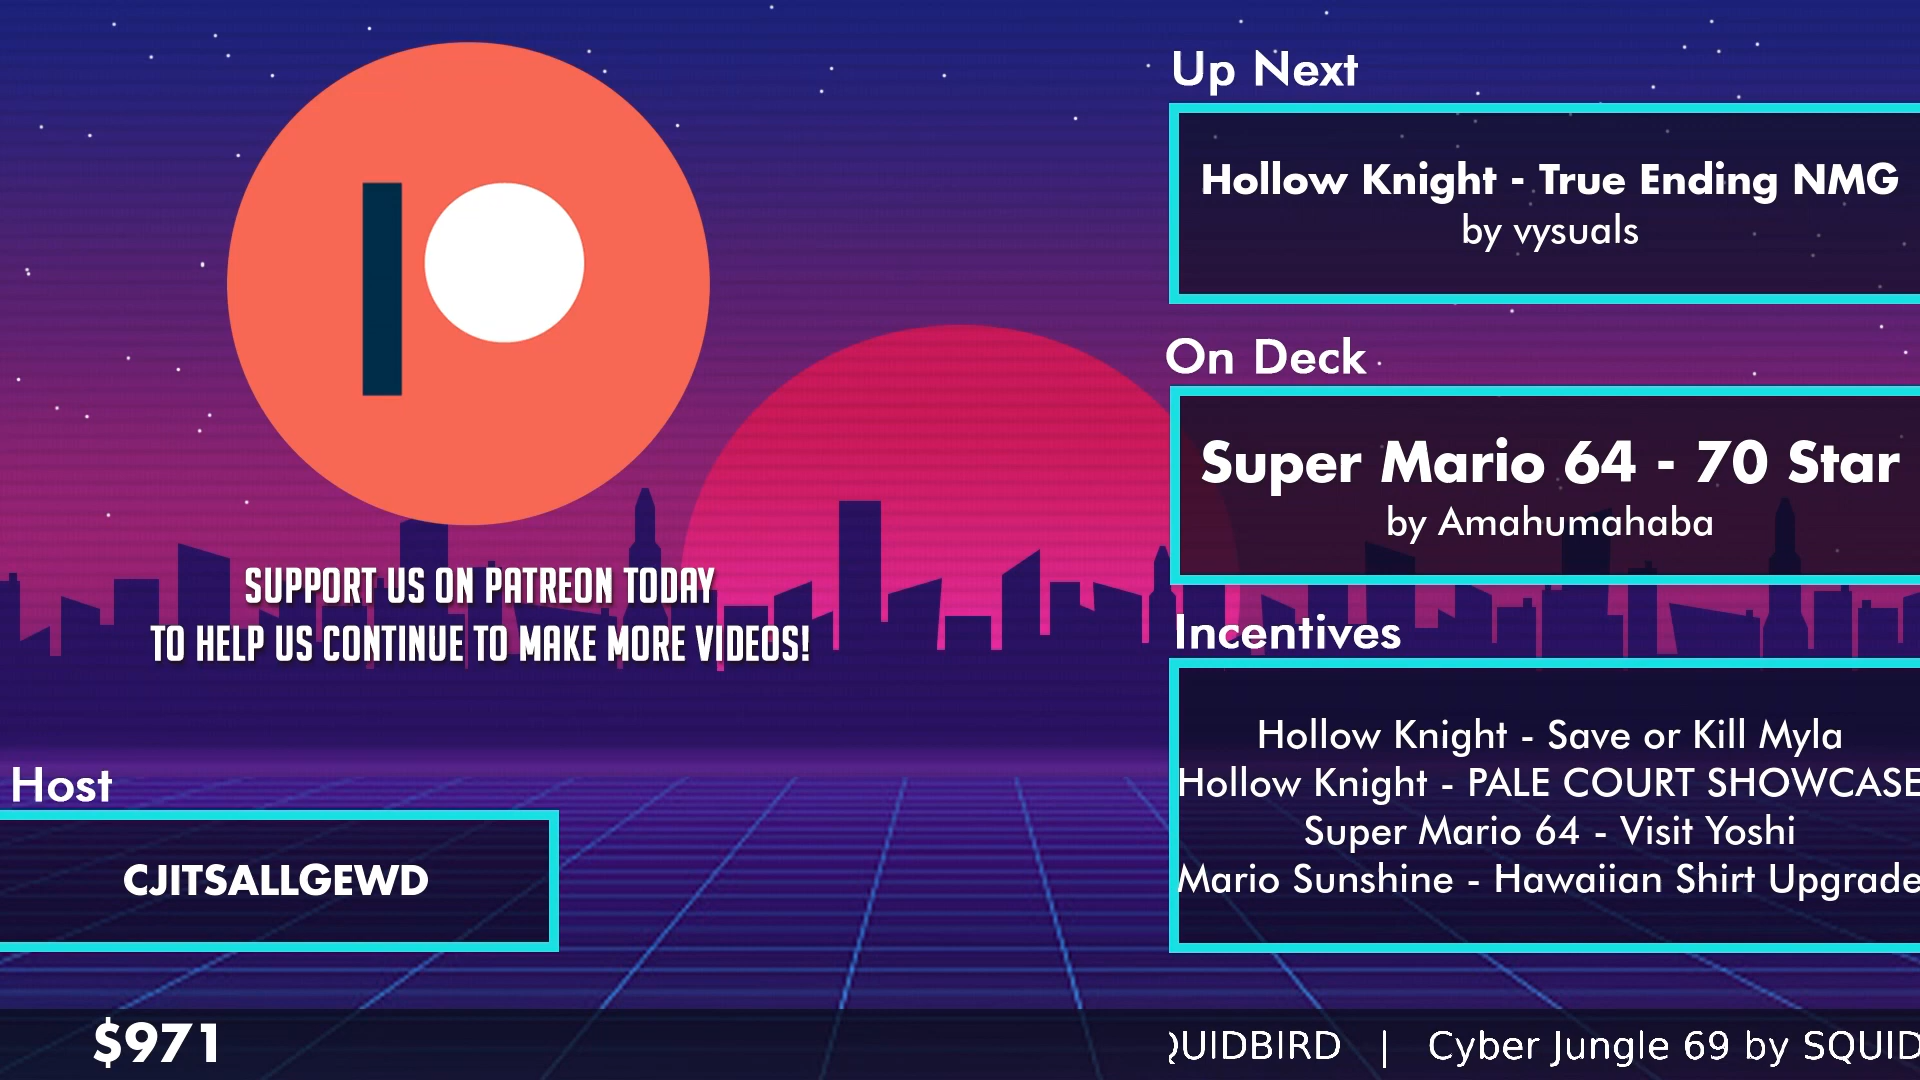 Up Next
Hollow Knight - True Ending NMG
by vysuals
On Deck
Super Mario 64 - 70 Star
by Amahumahaba
SUPPORT US ON PATREON TODAY
TO HELP US CONTINUE TO MAKE MORE VIDEOS!
Incentives
Hollow Knight - Save or Kill Myla
Hollow Knight - PALE COURT SHOWCASE
Super Mario 64 - Visit Yoshi
Mario Sunshine - Hawaiian Shirt Upgrade
Host
CJITSALLGEWD
$971
QUIDBIRD | Cyber Jungle 69 by SQUID